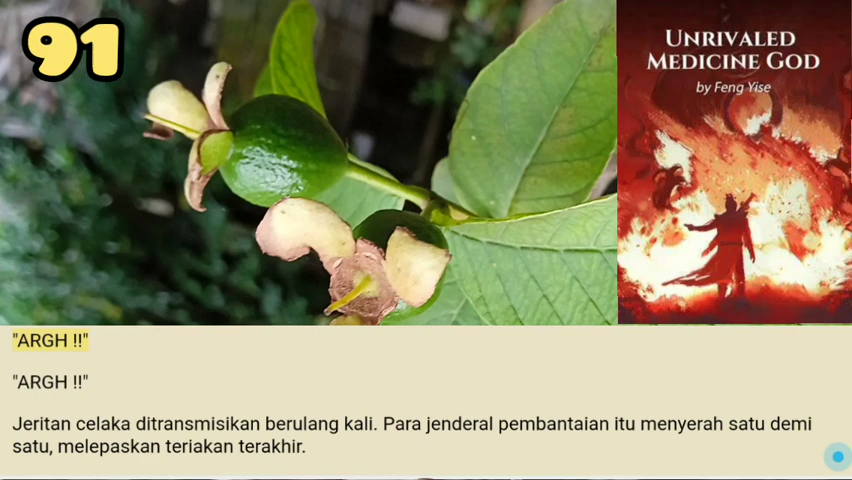 91
UNRIVALED
MEDICINE GOD
by Feng Yise
"ARGH !!"
"ARGH !!"
Jeritan celaka ditransmisikan berulang kali. Para jenderal pembantaian itu menyerah satu demi
satu, melepaskan teriakan terakhir.